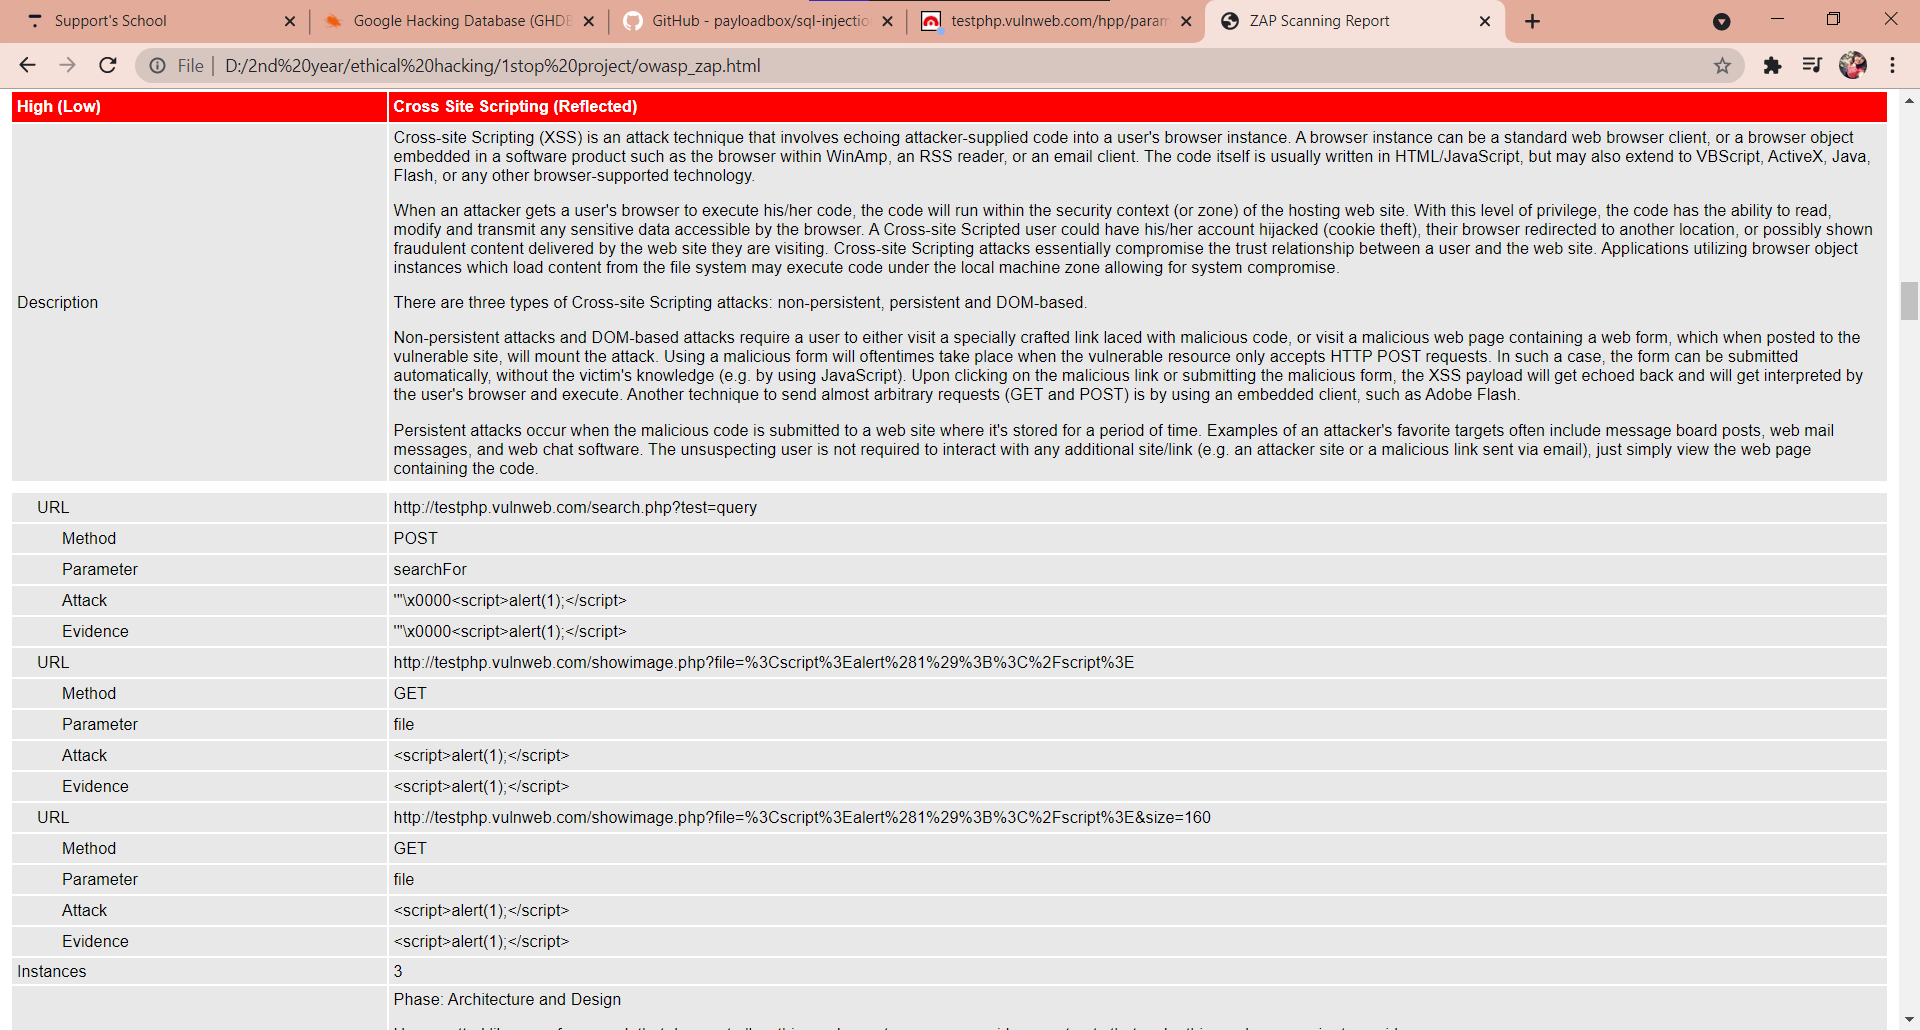 Support's School
Google Hacking Database (GHDB
GitHub - payloadbox/sql-injectio
testphp.vulnweb.com/hpp/param
ZAP Scanning Report
File | D:/2nd%20year/ethical%20hacking/1stop%20project/owasp_zap.html
High (Low) Cross Site Scripting (Reflected)
Cross-site Scripting (XSS) is an attack technique that involves echoing attacker-supplied code into a user's browser instance. A browser instance can be a standard web browser client, or a browser object
embedded in a software product such as the browser within WinAmp, an RSS reader, or an email client. The code itself is usually written in HTML/JavaScript, but may also extend to VBScript, ActiveX, Java,
Flash, or any other browser-supported technology.
When an attacker gets a user's browser to execute his/her code, the code will run within the security context (or zone) of the hosting web site. With this level of privilege, the code has the ability to read,
modify and transmit any sensitive data accessible by the browser. A Cross-site Scripted user could have his/her account hijacked (cookie theft), their browser redirected to another location, or possibly shown
fraudulent content delivered by the web site they are visiting. Cross-site Scripting attacks essentially compromise the trust relationship between a user and the web site. Applications utilizing browser object
instances which load content from the file system may execute code under the local machine zone allowing for system compromise.
Description There are three types of Cross-site Scripting attacks: non-persistent, persistent and DOM-based.
Non-persistent attacks and DOM-based attacks require a user to either visit a specially crafted link laced with malicious code, or visit a malicious web page containing a web form, which when posted to the
vulnerable site, will mount the attack. Using a malicious form will oftentimes take place when the vulnerable resource only accepts HTTP POST requests. In such a case, the form can be submitted
automatically, without the victim's knowledge (e.g. by using JavaScript). Upon clicking on the malicious link or submitting the malicious form, the XSS payload will get echoed back and will get interpreted by
the user's browser and execute. Another technique to send almost arbitrary requests (GET and POST) is by using an embedded client, such as Adobe Flash.
Persistent attacks occur when the malicious code is submitted to a web site where it's stored for a period of time. Examples of an attacker's favorite targets often include message board posts, web mail
messages, and web chat software. The unsuspecting user is not required to interact with any additional site/link (e.g. an attacker site or a malicious link sent via email), just simply view the web page
containing the code.
URL http://testphp.vulnweb.com/search.php?test=query
Method POST
Parameter searchFor
Attack '"\x0000<script>alert(1);</script>
Evidence '"\x0000<script>alert(1);</script>
URL http://testphp.vulnweb.com/showimage.php?file=%3Cscript%3Ealert%281%29%3B%3C%2Fscript%3E
Method GET
Parameter file
Attack <script>alert(1);</script>
Evidence <script>alert(1);</script>
URL http://testphp.vulnweb.com/showimage.php?file=%3Cscript%3Ealert%281%29%3B%3C%2Fscript%3E&size=160
Method GET
Parameter file
Attack <script>alert(1);</script>
Evidence <script>alert(1);</script>
Instances 3
Phase: Architecture and Design